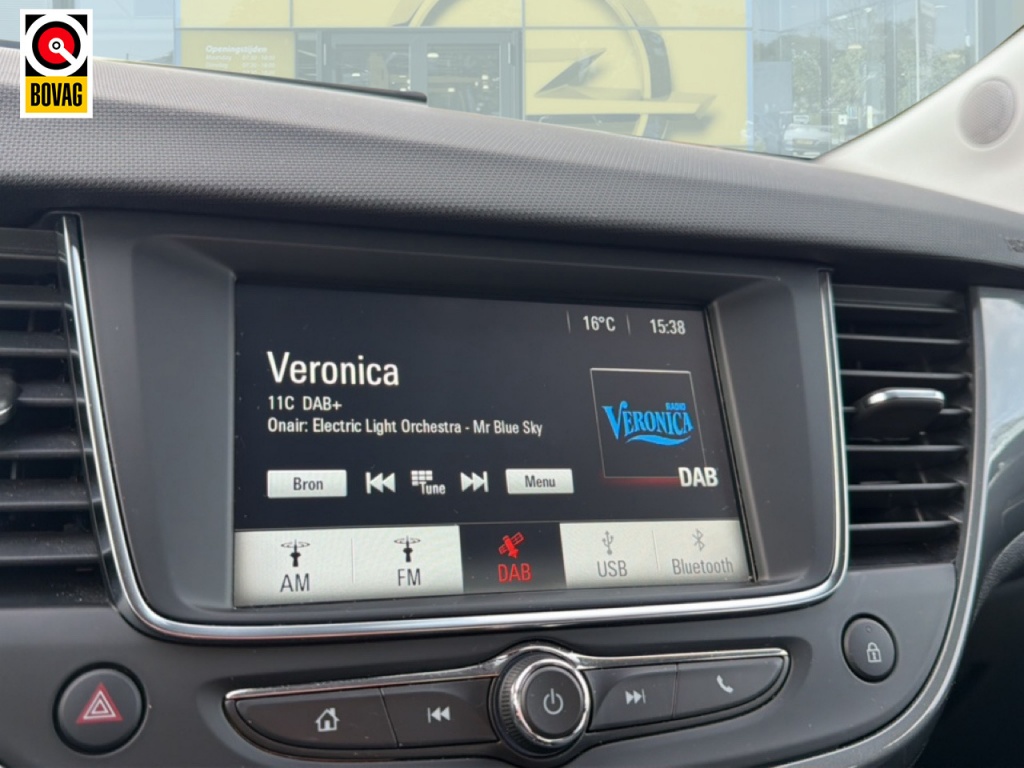 BOVAG
Openingstijden
16°C
15:38
Veronica
11C DAB+
Onair: Electric Light Orchestra - Mr Blue Sky
RADIO
VERONICA
DAB
Bron
Tune
Menu
AM
FM
DAB
USB
Bluetooth